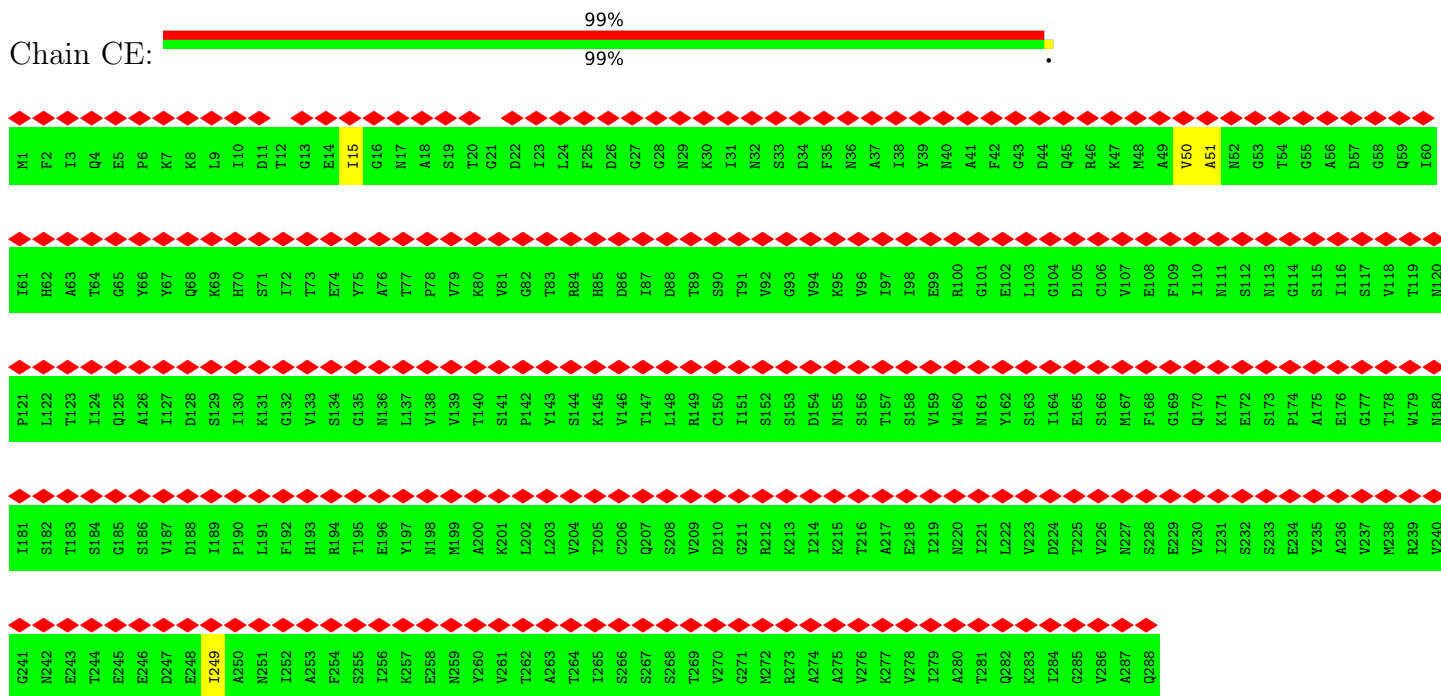 99%
Chain CE:
99% .
M1 F2 I3 Q4 E5 P6 K7 K8 L9 I10 D11 T12 G13 E14 I15 G16 N17 A18 S19 T20 G21 D22 I23 L24 F25 D26 G27 G28 N29 K30 I31 N32 S33 D34 F35 N36 A37 I38 Y39 N40 A41 F42 G43 D44 Q45 R46 K47 M48 A49 V50 A51 N52 G53 T54 G55 A56 D57 G58 Q59 I60
I61 H62 A63 T64 G65 Y66 Y67 Q68 K69 H70 S71 I72 T73 E74 Y75 A76 T77 P78 V79 K80 V81 G82 T83 R84 H85 D86 I87 D88 T89 S90 T91 V92 G93 V94 K95 V96 I97 I98 E99 R100 G101 E102 L103 G104 D105 C106 V107 E108 F109 I110 N111 S112 N113 G114 S115 I116 S117 V118 T119 N120
P121 L122 T123 I124 Q125 A126 I127 D128 S129 I130 K131 G132 V133 S134 G135 N136 L137 V138 V139 T140 S141 P142 Y143 S144 K145 V146 T147 L148 R149 C150 I151 S152 S153 D154 N155 S156 T157 S158 V159 W160 N161 Y162 S163 I164 E165 S166 M167 F168 G169 Q170 K171 E172 S173 P174 A175 E176 G177 T178 W179 N180
I181 S182 T183 S184 G185 S186 V187 D188 I189 P190 L191 F192 H193 R194 T195 E196 Y197 N198 M199 A200 K201 L202 L203 V204 T205 C206 Q207 S208 V209 D210 G211 R212 K213 I214 K215 T216 A217 E218 I219 N220 I221 L222 V223 D224 T225 V226 N227 S228 E229 V230 I231 S232 S233 E234 Y235 A236 V237 M238 R239 V240
G241 N242 E243 T244 E245 E246 D247 E248 I249 A250 N251 I252 A253 F254 S255 I256 K257 E258 N259 Y260 V261 T262 A263 T264 I265 S266 S267 S268 T269 V270 G271 M272 R273 A274 A275 V276 K277 V278 I279 A280 T281 Q282 K283 I284 G285 V286 A287 Q288